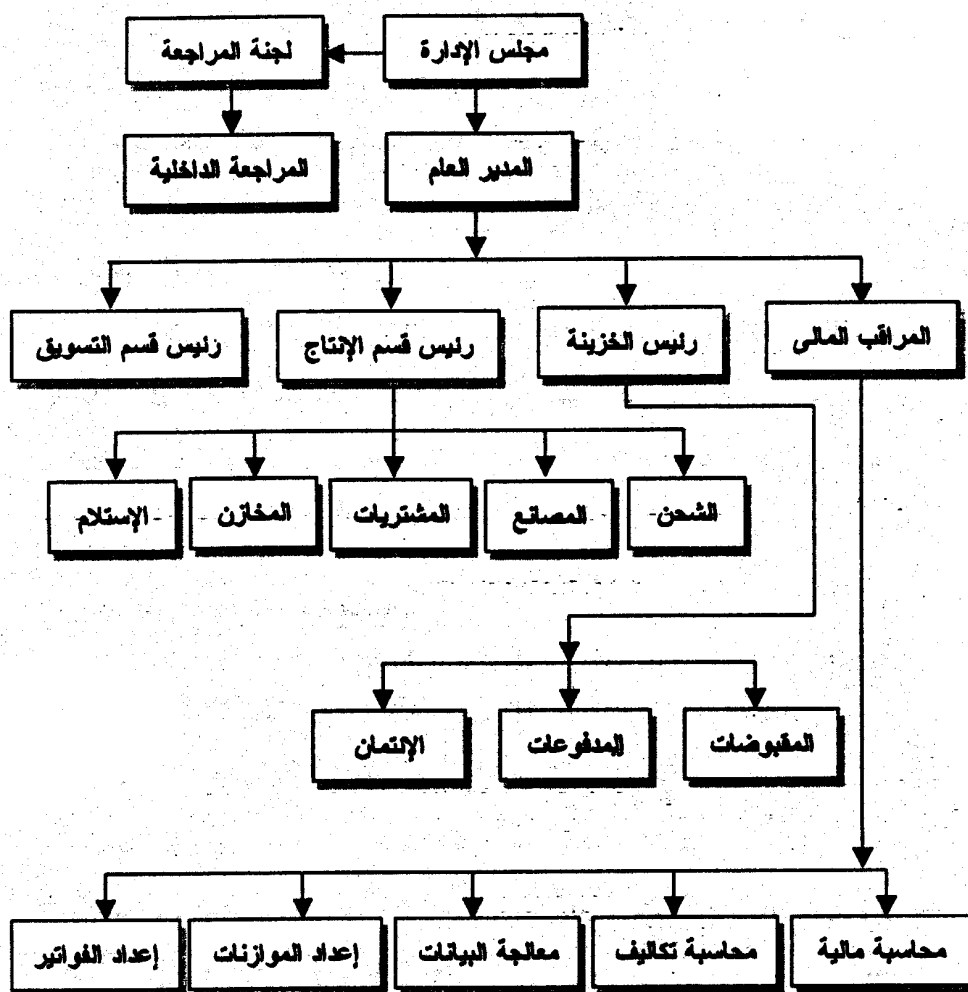 مجلس الإدارة
لجنة المراجعة
المدير العام
المراجعة الداخلية
المراقب المالى
رئيس الخزينة
رئيس قسم الإنتاج
رئيس قسم التسويق
الشحن
المصانع
المشتريات
المخازن
الإستلام
المقبوضات
المدفوعات
الإئتمان
محاسبة مالية
محاسبة تكاليف
معالجة البيانات
إعداد الموازنات
إعداد الفواتير